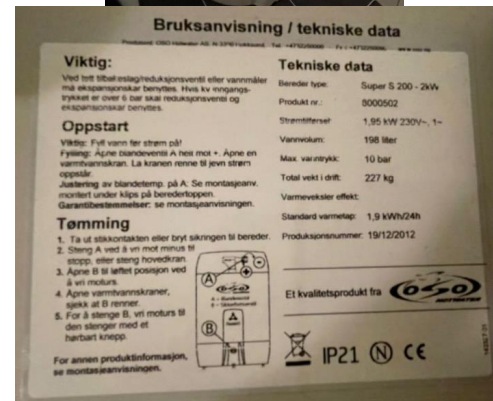 Bruksanvisning / tekniske data
Viktig:
Ved tett tilbakeslag/reduksjonsventil eller vannmåler
må ekspansjonskar benyttes. Hvis kv inngangs-
trykket er over 6 bar skal reduksjonsventil og
ekspansjonskar benyttes.
Oppstart
Viktig: Fyll vann før strøm på!
Fylling: Åpne blandeventil A helt mot +. Åpne en
varmtvannskran. La kranen renne til jevn strøm
oppstår.
Justering av blandetemp. på A: Se montasjeanv.
montert under klips på beredertoppen.
Garantibestemmelser: se montasjeanvisningen.
Tømming
1. Ta ut stikkontakten eller bryt sikringen til bereder.
2. Steng A ved å vri mot minus til
stopp, eller steng hovedkran.
3. Åpne B til løftet posisjon ved
å vri moturs.
4. Åpne varmtvannskraner,
sjekk at B renner.
5. For å stenge B, vri moturs til
den stenger med et
hørbart knepp.
For annen produktinformasjon,
se montasjeanvisningen.
A
B
OSO
Tekniske data
Bereder type: Super S 200 - 2kW
Produkt nr.: 8000502
Strømtilførsel 1,95 kW 230V~, 1~
Vannvolum: 198 liter
Max. vanntrykk: 10 bar
Total vekt i drift: 227 kg
Varmeveksler effekt:
Standard varmetap: 1,9 kWh/24h
Produksjonsnummer: 19/12/2012
Et kvalitetsprodukt fra OSO
HOTWATER
IP21 N CE